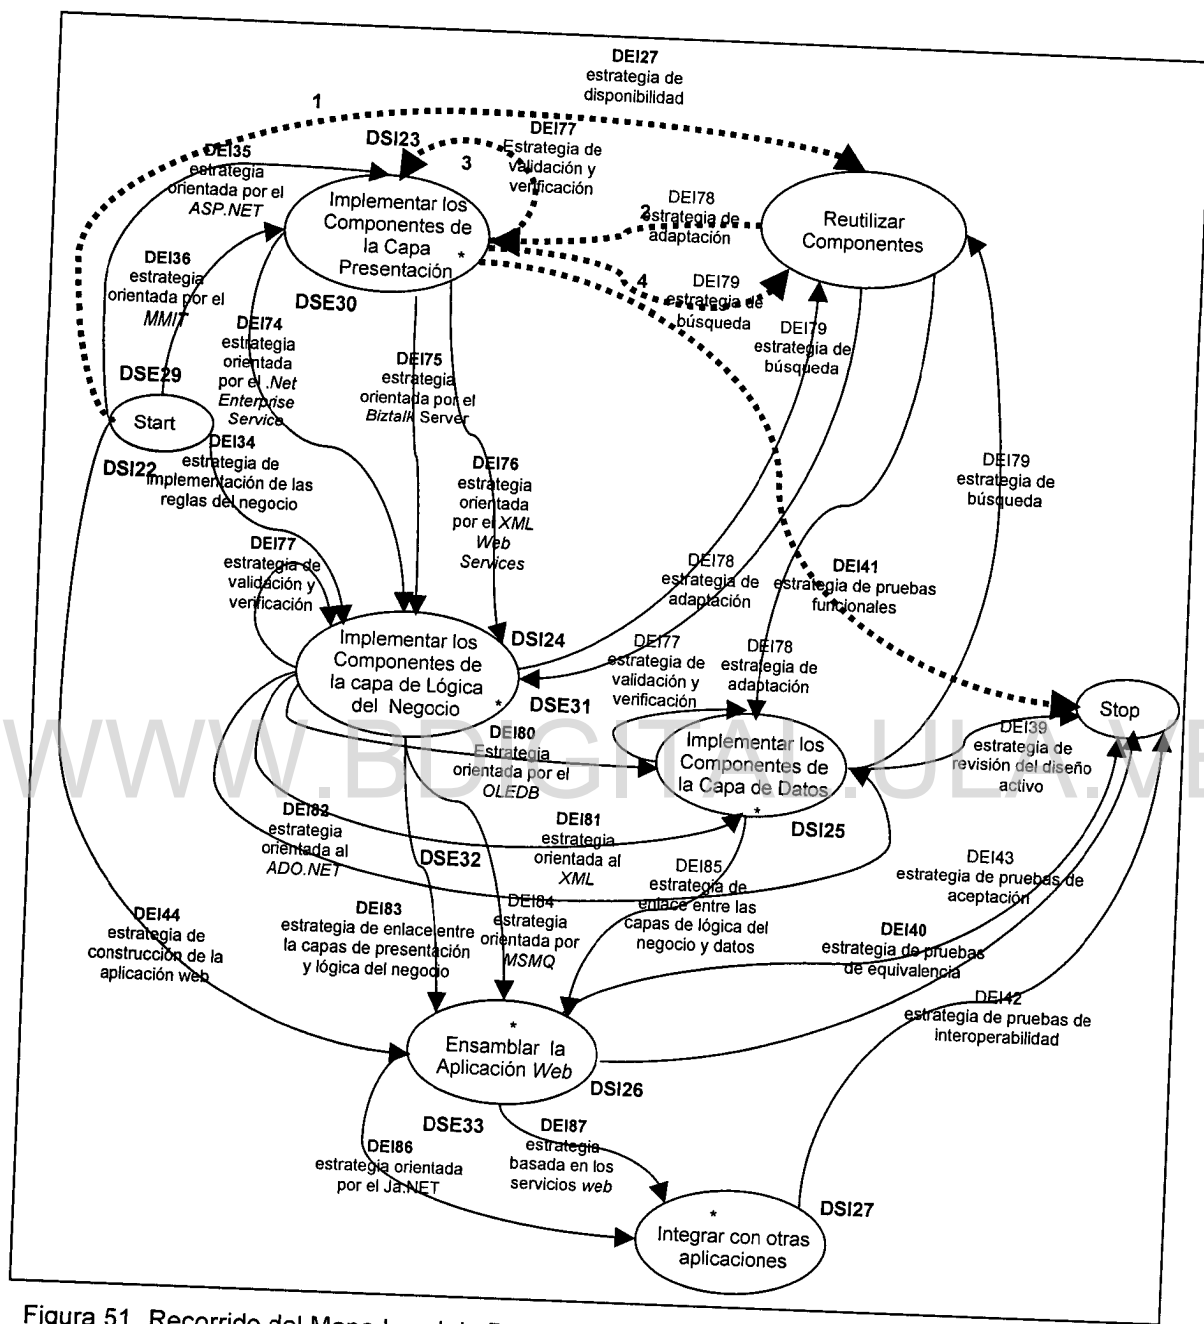 DEI27
estrategia de
disponibilidad
1
DSI23
DEI77
Estrategia de
validación y
verificación
3
DEI35
estrategia
orientada por el
ASP.NET
Implementar los
Componentes de
la Capa
Presentación *
DEI78
estrategia de
adaptación
2
Reutilizar
Componentes
DEI36
estrategia
orientada por el
MMIT
DSE30
DEI79
estrategia de
búsqueda
4
DEI79
estrategia de
búsqueda
DEI74
estrategia
orientada
por el .Net
Enterprise
Service
DEI75
estrategia
orientada por el
Biztalk Server
DSE29
Start
DSI22
DEI34
estrategia de
implementación de las
reglas del negocio
DEI76
estrategia
orientada
por el XML
Web
Services
DEI79
estrategia de
búsqueda
DEI77
estrategia de
validación y
verificación
DEI78
estrategia de
adaptación
DEI41
estrategia de pruebas
funcionales
Implementar los
Componentes de
la capa de Lógica
del Negocio *
DSI24
DSE31
DEI77
estrategia de
validación y
verificación
DEI78
estrategia de
adaptación
Stop
WWW.BDIGITAL.ULA.VE
DEI80
Estrategia
orientada por el
OLEDB
Implementar los
Componentes de
la Capa de Datos
*
DSI25
DEI39
estrategia de
revisión del diseño
activo
DEI82
estrategia
orientada al
ADO.NET
DSE32
DEI81
estrategia
orientada al
XML
DEI85
estrategia de
enlace entre las
capas de lógica del
negocio y datos
DEI43
estrategia de pruebas de
aceptación
DEI44
estrategia de
construcción de la
aplicación web
DEI83
estrategia de enlace entre
la capas de presentación
y lógica del negocio
DEI84
estrategia
orientada por
MSMQ
DEI40
estrategia de pruebas
de equivalencia
DEI42
estrategia de pruebas de
interoperabilidad
*
Ensamblar la
Aplicación Web
DSI26
DSE33
DEI86
estrategia orientada
por el Ja.NET
DEI87
estrategia
basada en los
servicios web
*
Integrar con otras
aplicaciones
DSI27
Figura 51. Recorrido del Mapa